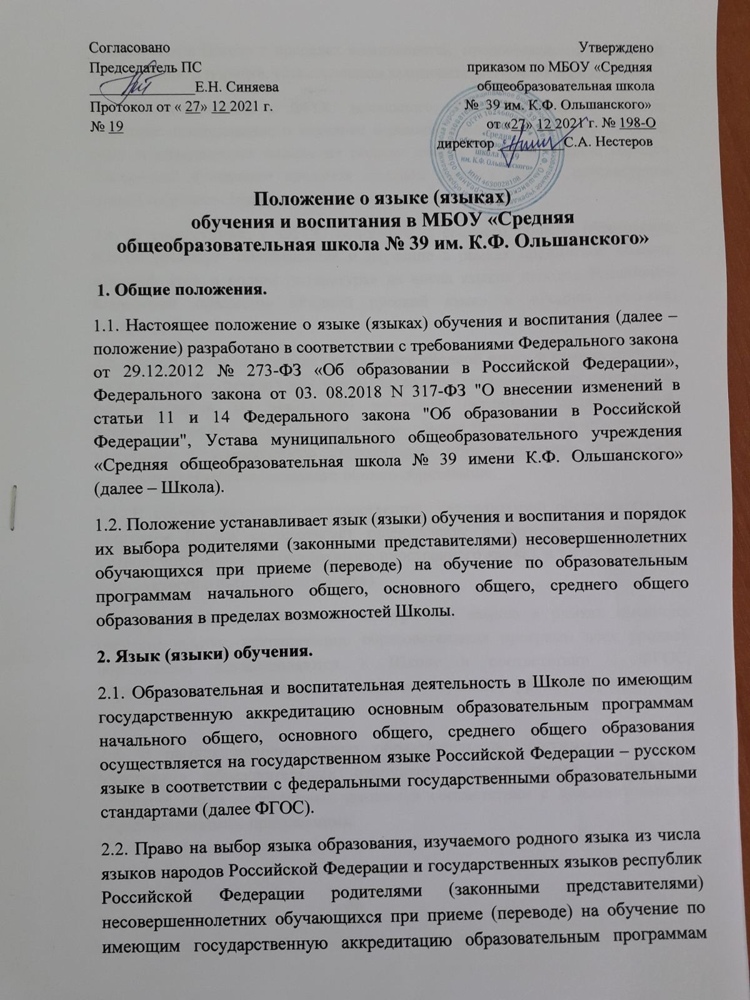 Согласовано
Председатель ПС
Е.Н. Синяева
Протокол от « 27» 12 2021 г.
№ 19
Утверждено
приказом по МБОУ «Средняя
общеобразовательная школа
№ 39 им. К.Ф. Ольшанского»
от «27» 12 2021 г. № 198-О
директор С.А. Нестеров
«Средняя
школа № 39
им. К.Ф. Ольшанского»
ИНН 4630028108
Положение о языке (языках)
обучения и воспитания в МБОУ «Средняя
общеобразовательная школа № 39 им. К.Ф. Ольшанского»
1. Общие положения.
1.1. Настоящее положение о языке (языках) обучения и воспитания (далее –
положение) разработано в соответствии с требованиями Федерального закона
от 29.12.2012 № 273-ФЗ «Об образовании в Российской Федерации»,
Федерального закона от 03. 08.2018 N 317-ФЗ "О внесении изменений в
статьи 11 и 14 Федерального закона "Об образовании в Российской
Федерации", Устава муниципального общеобразовательного учреждения
«Средняя общеобразовательная школа № 39 имени К.Ф. Ольшанского»
(далее – Школа).
1.2. Положение устанавливает язык (языки) обучения и воспитания и порядок
их выбора родителями (законными представителями) несовершеннолетних
обучающихся при приеме (переводе) на обучение по образовательным
программам начального общего, основного общего, среднего общего
образования в пределах возможностей Школы.
2. Язык (языки) обучения.
2.1. Образовательная и воспитательная деятельность в Школе по имеющим
государственную аккредитацию основным образовательным программам
начального общего, основного общего, среднего общего образования
осуществляется на государственном языке Российской Федерации – русском
языке в соответствии с федеральными государственными образовательными
стандартами (далее ФГОС).
2.2. Право на выбор языка образования, изучаемого родного языка из числа
языков народов Российской Федерации и государственных языков республик
Российской Федерации родителями (законными представителями)
несовершеннолетних обучающихся при приеме (переводе) на обучение по
имеющим государственную аккредитацию образовательным программам